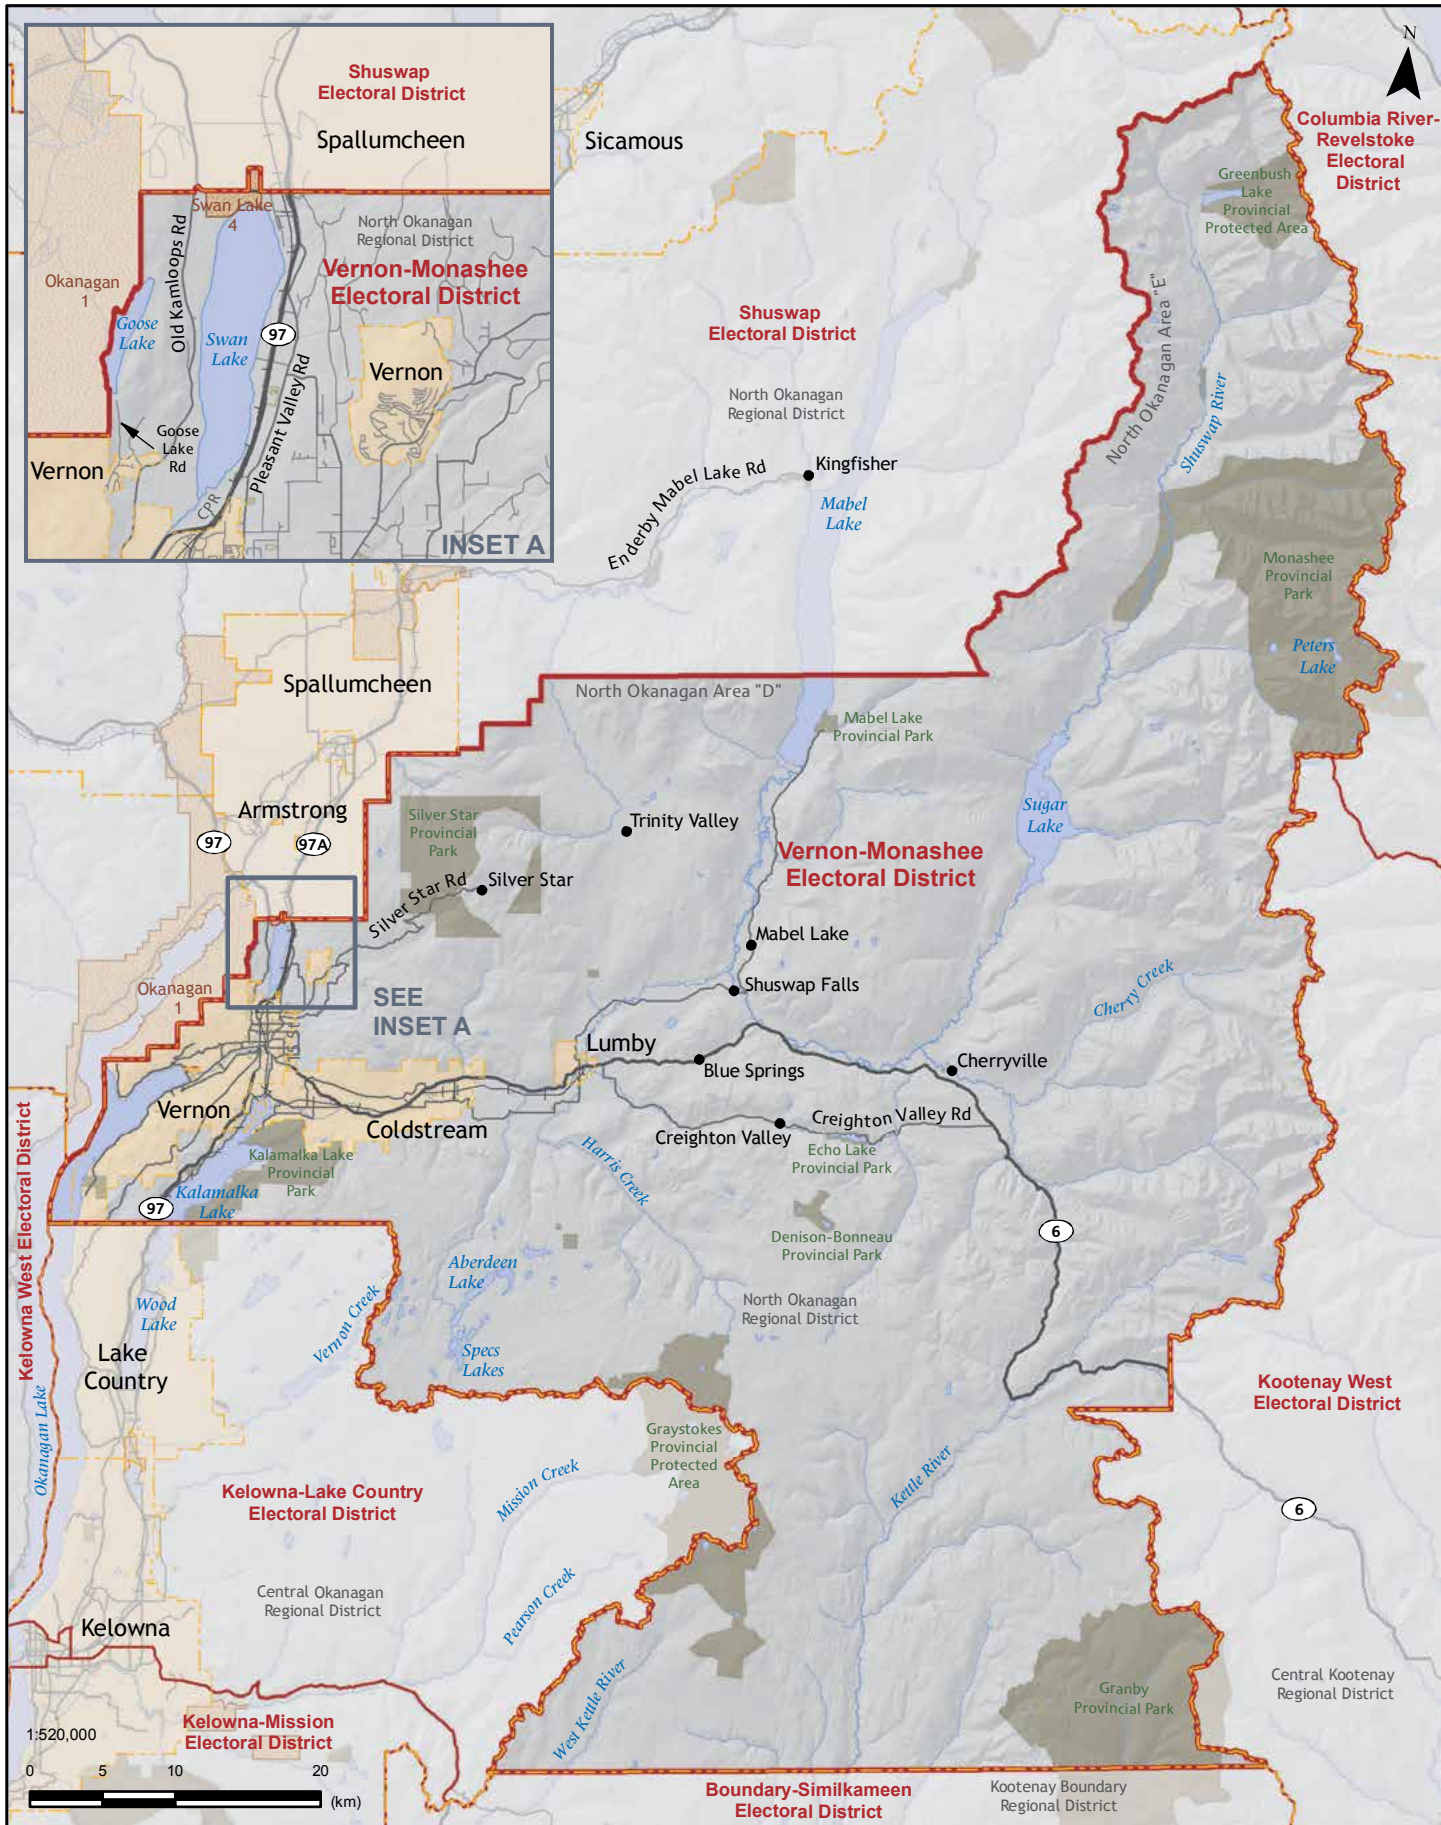 N
Shuswap
Electoral District
Spallumcheen
Swan Lake
4
North Okanagan
Regional District
Vernon-Monashee
Electoral District
Okanagan
1
Goose
Lake
Old Kamloops Rd
Swan
Lake
97
Pleasant Valley Rd
Vernon
Goose
Lake
Rd
Vernon
CPR
INSET A
Sicamous
Columbia River-
Revelstoke
Electoral
District
Greenbush
Lake
Provincial
Protected Area
North Okanagan Area "E"
Shuswap River
Shuswap
Electoral District
North Okanagan
Regional District
Enderby Mabel Lake Rd
Kingfisher
Mabel
Lake
Monashee
Provincial
Park
Peters
Lake
Spallumcheen
North Okanagan Area "D"
Mabel Lake
Provincial Park
Armstrong
97
97A
Silver Star
Provincial
Park
Trinity Valley
Silver Star Rd
Silver Star
Sugar
Lake
Vernon-Monashee
Electoral District
Mabel Lake
Shuswap Falls
Okanagan
1
SEE
INSET A
15 St
Cherry Creek
Lumby
Blue Springs
Cherryville
Vernon
Coldstream
Creighton Valley Rd
Creighton Valley
Echo Lake
Provincial Park
Harris Creek
Kalamalka Lake
Provincial
Park
Kalamalka
Lake
97
Kelowna West Electoral District
Denison-Bonneau
Provincial Park
6
Aberdeen
Lake
North Okanagan
Regional District
Wood
Lake
Vernon Creek
Specs
Lakes
Lake
Country
Okanagan Lake
Kootenay West
Electoral District
Graystokes
Provincial
Protected
Area
Mission Creek
Kettle River
Kelowna-Lake Country
Electoral District
6
Central Okanagan
Regional District
Pearson Creek
Kelowna
West Kettle River
Granby
Provincial Park
Central Kootenay
Regional District
Kelowna-Mission
Electoral District
1:520,000
0 5 10 20
(km)
Boundary-Similkameen
Electoral District
Kootenay Boundary
Regional District